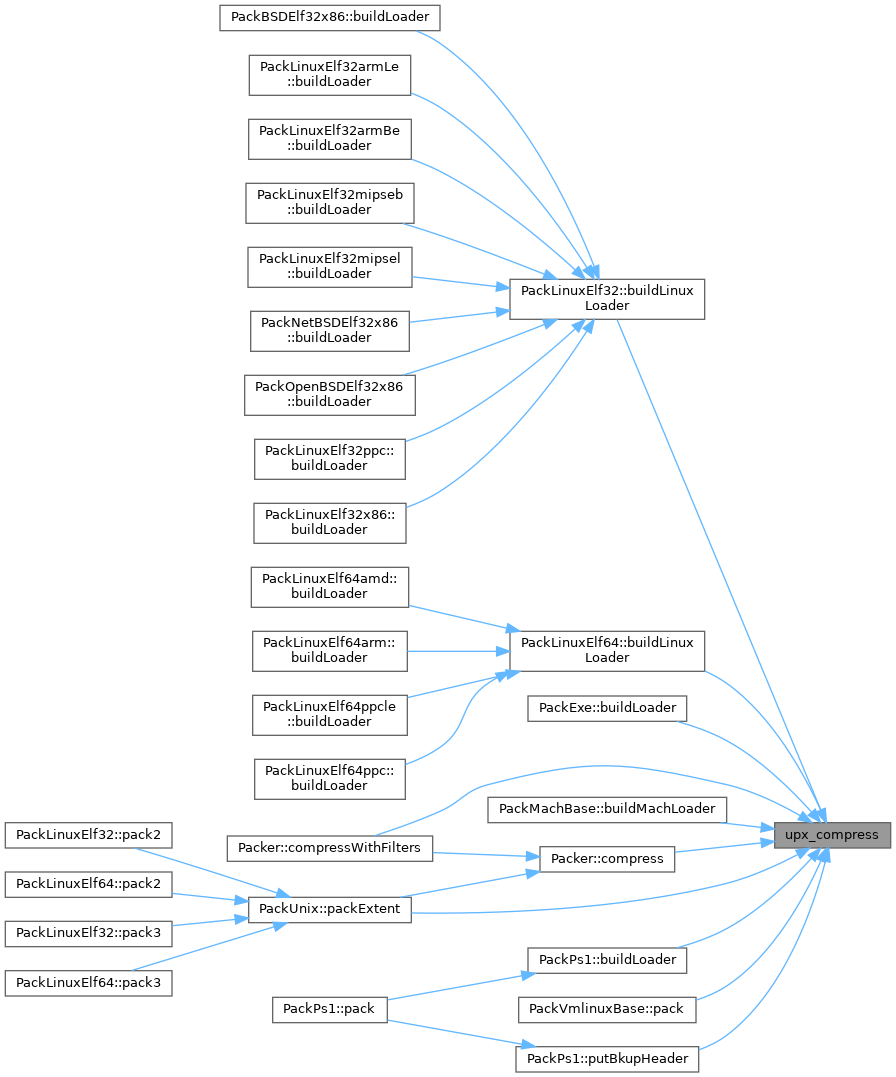 PackBSDElf32x86::buildLoader
PackLinuxElf32armLe
::buildLoader
PackLinuxElf32armBe
::buildLoader
PackLinuxElf32mipseb
::buildLoader
PackLinuxElf32mipsel
::buildLoader
PackNetBSDElf32x86
::buildLoader
PackOpenBSDElf32x86
::buildLoader
PackLinuxElf32ppc::
buildLoader
PackLinuxElf32x86::
buildLoader
PackLinuxElf32::buildLinux
Loader
PackLinuxElf64amd::
buildLoader
PackLinuxElf64arm::
buildLoader
PackLinuxElf64ppcle
::buildLoader
PackLinuxElf64ppc::
buildLoader
PackLinuxElf64::buildLinux
Loader
PackExe::buildLoader
PackMachBase::buildMachLoader
upx_compress
PackLinuxElf32::pack2
PackLinuxElf64::pack2
PackLinuxElf32::pack3
PackLinuxElf64::pack3
Packer::compressWithFilters
Packer::compress
PackUnix::packExtent
PackPs1::buildLoader
PackPs1::pack
PackVmlinuxBase::pack
PackPs1::putBkupHeader